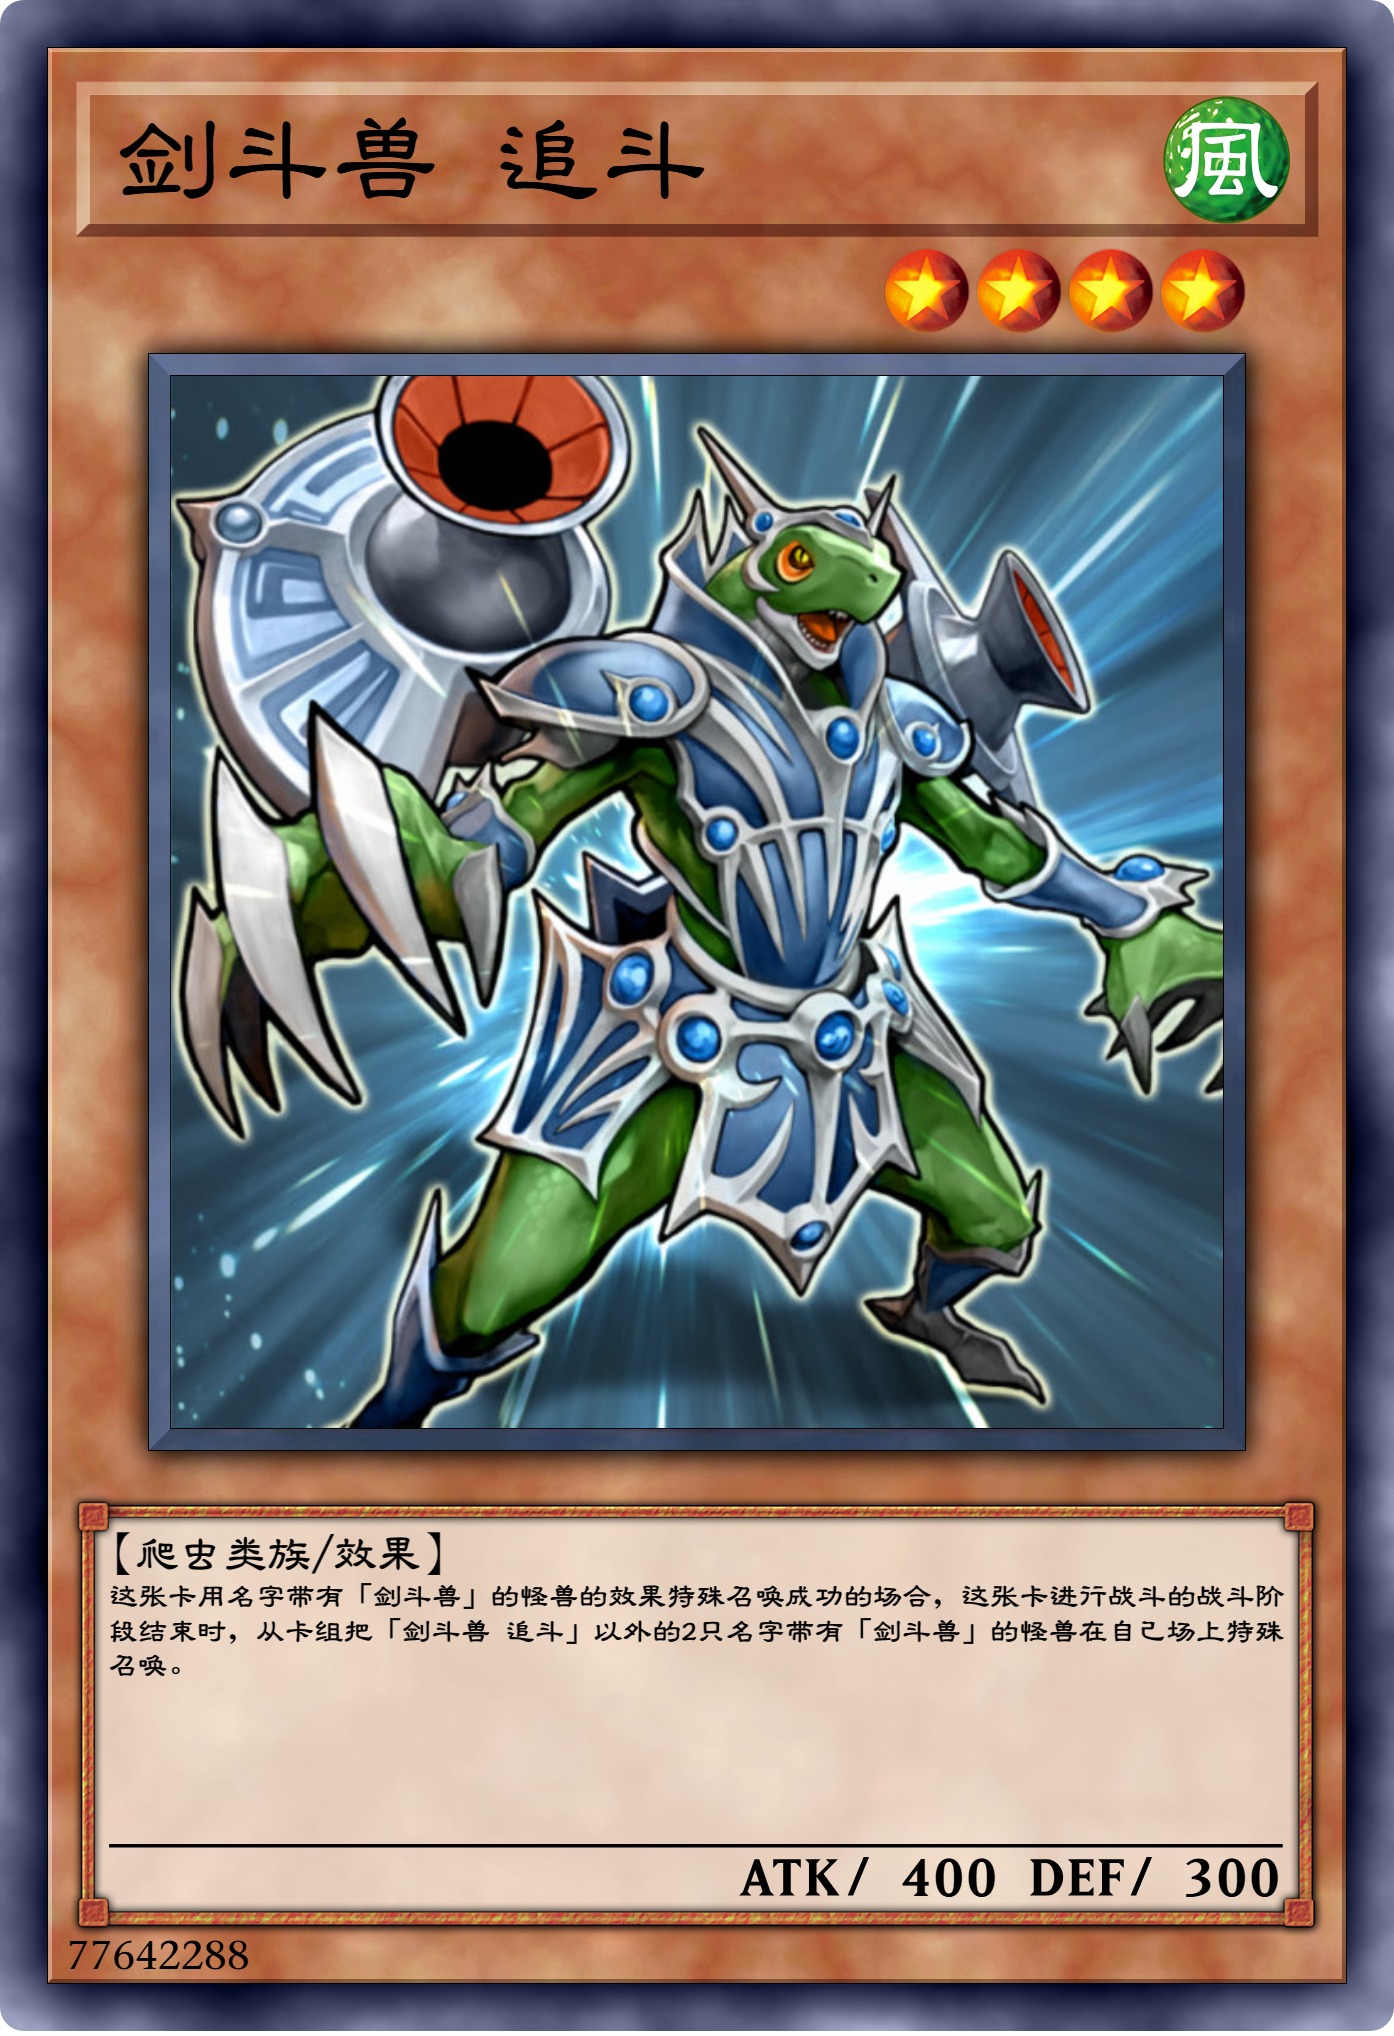 剑斗兽 追斗
風
【爬虫类族/效果】
这张卡用名字带有「剑斗兽」的怪兽的效果特殊召唤成功的场合，这张卡进行战斗的战斗阶
段结束时，从卡组把「剑斗兽 追斗」以外的2只名字带有「剑斗兽」的怪兽在自己场上特殊
召唤。
ATK/ 400 DEF/ 300
77642288